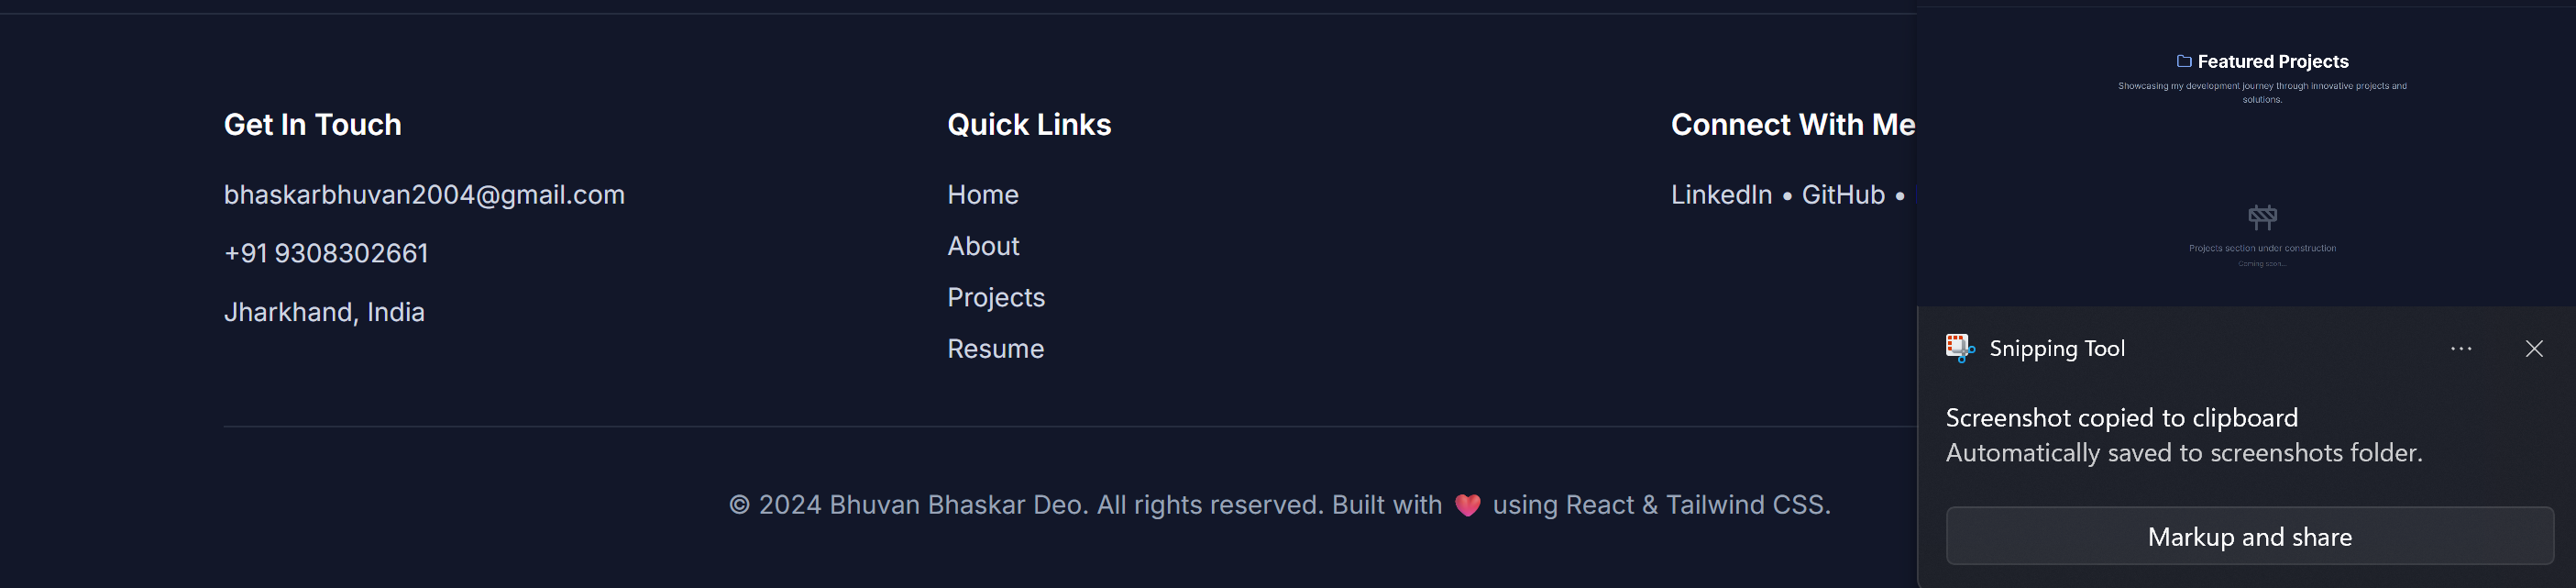 Get In Touch
bhaskarbhuvan2004@gmail.com
+91 9308302661
Jharkhand, India
Quick Links
Home
About
Projects
Resume
Connect With Me
LinkedIn • GitHub •
© 2024 Bhuvan Bhaskar Deo. All rights reserved. Built with ❤️ using React & Tailwind CSS.
Featured Projects
Showcasing my development journey through innovative projects and
solutions.
Projects section under construction
Coming soon...
Snipping Tool
Screenshot copied to clipboard
Automatically saved to screenshots folder.
Markup and share